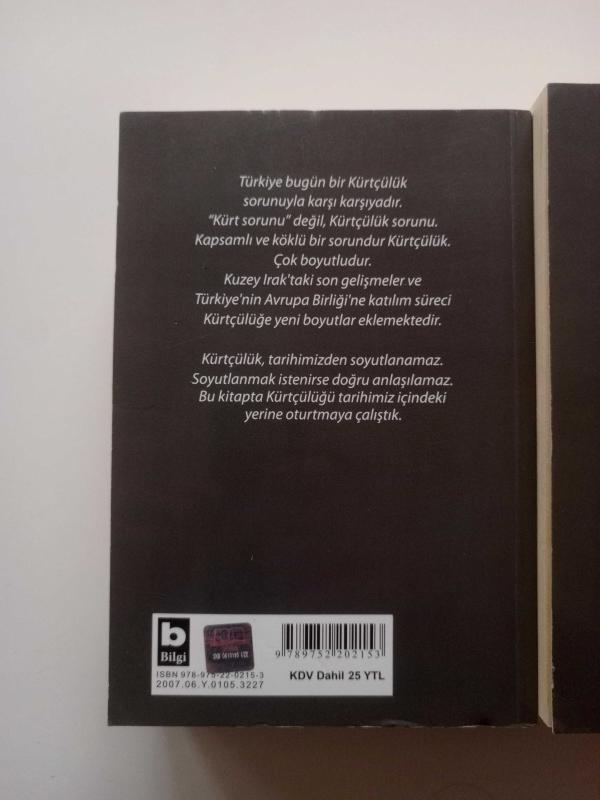 Türkiye bugün bir Kürtçülük
sorunuyla karşı karşıyadır.
"Kürt sorunu" değil, Kürtçülük sorunu.
Kapsamlı ve köklü bir sorundur Kürtçülük.
Çok boyutludur.
Kuzey Irak'taki son gelişmeler ve
Türkiye'nin Avrupa Birliği'ne katılım süreci
Kürtçülüğe yeni boyutlar eklemektedir.
Kürtçülük, tarihimizden soyutlanamaz.
Soyutlanmak istenirse doğru anlaşılamaz.
Bu kitapta Kürtçülüğü tarihimiz içindeki
yerine oturtmaya çalıştık.
b
Bilgi
9 789752 202153
ISBN 978-975-22-0215-3
2007.06.Y.0105.3227
KDV Dahil 25 YTL